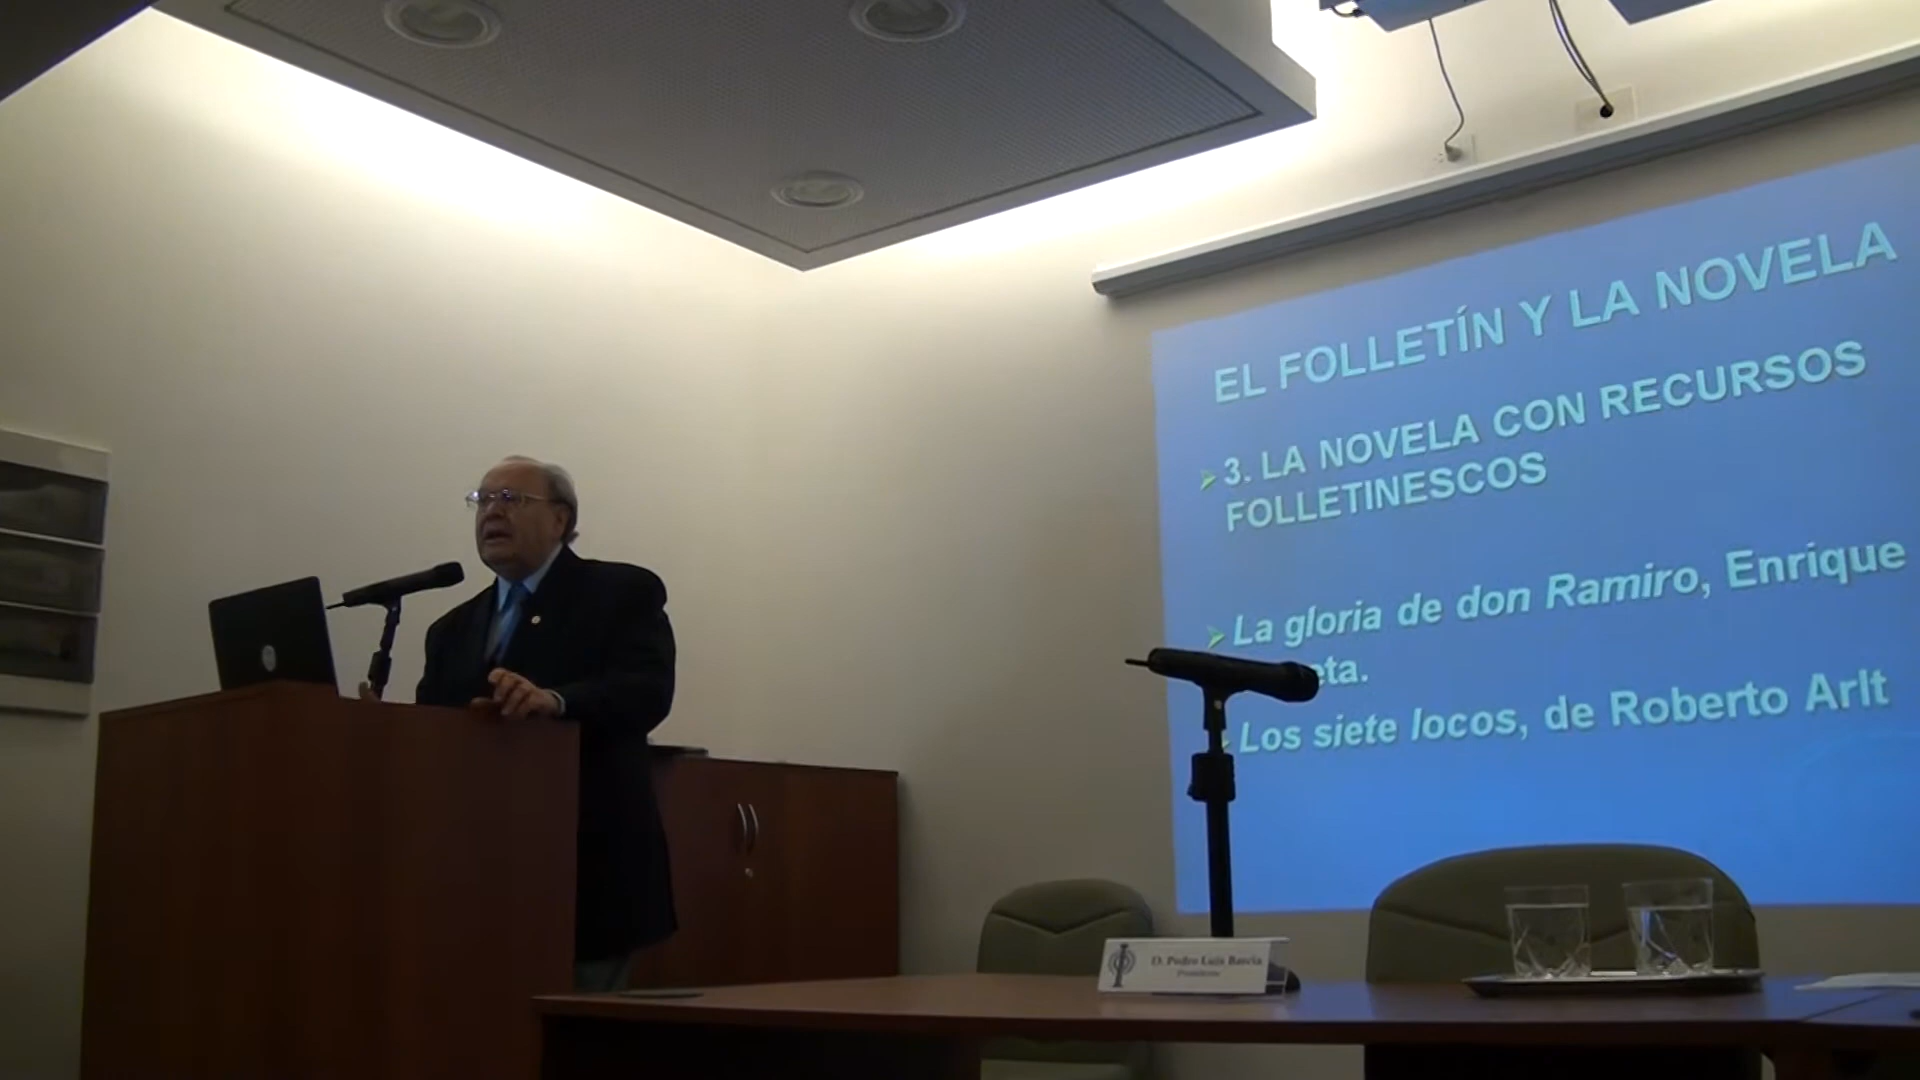 EL FOLLETÍN Y LA NOVELA
3. LA NOVELA CON RECURSOS
FOLLETINESCOS
La gloria de don Ramiro, Enrique
eta.
Los siete locos, de Roberto Arlt
D. Pedro Luis Barcia
Presidente